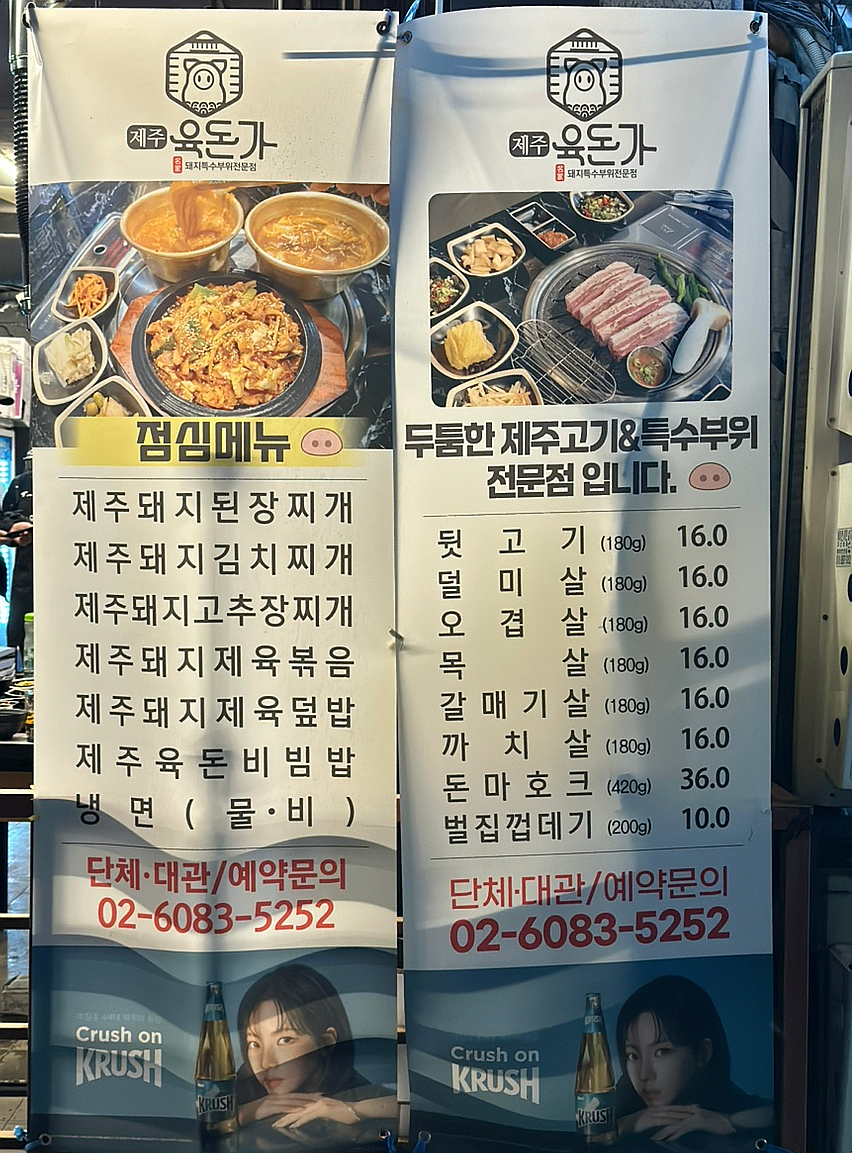 제주 육돈가
名家 돼지특수부위전문점
점심메뉴
제주돼지된장찌개
제주돼지김치찌개
제주돼지고추장찌개
제주돼지제육볶음
제주돼지제육덮밥
제주육돈비빔밥
냉면(물·비)
단체·대관/예약문의
02-6083-5252
Crush on
KRUSH
KRUSH
제주 육돈가
名家 돼지특수부위전문점
두툼한 제주고기&특수부위
전문점 입니다.
뒷고기 (180g) 16.0
덜미살 (180g) 16.0
오겹살 (180g) 16.0
목살 (180g) 16.0
갈매기살 (180g) 16.0
까치살 (180g) 16.0
돈마호크 (420g) 36.0
벌집껍데기 (200g) 10.0
단체·대관/예약문의
02-6083-5252
Crush on
KRUSH
KRUSH